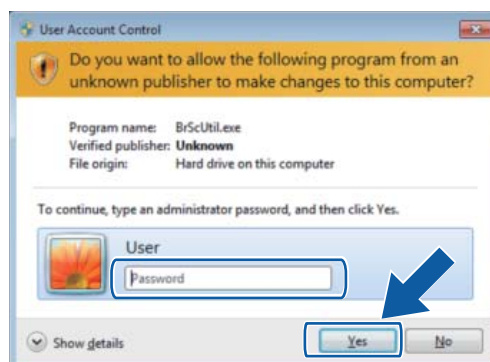 User Account Control
Do you want to allow the following program from an
unknown publisher to make changes to this computer?
Program name: BrScUtil.exe
Verified publisher: Unknown
File origin: Hard drive on this computer
To continue, type an administrator password, and then click Yes.
User
Password
Show details
Yes No